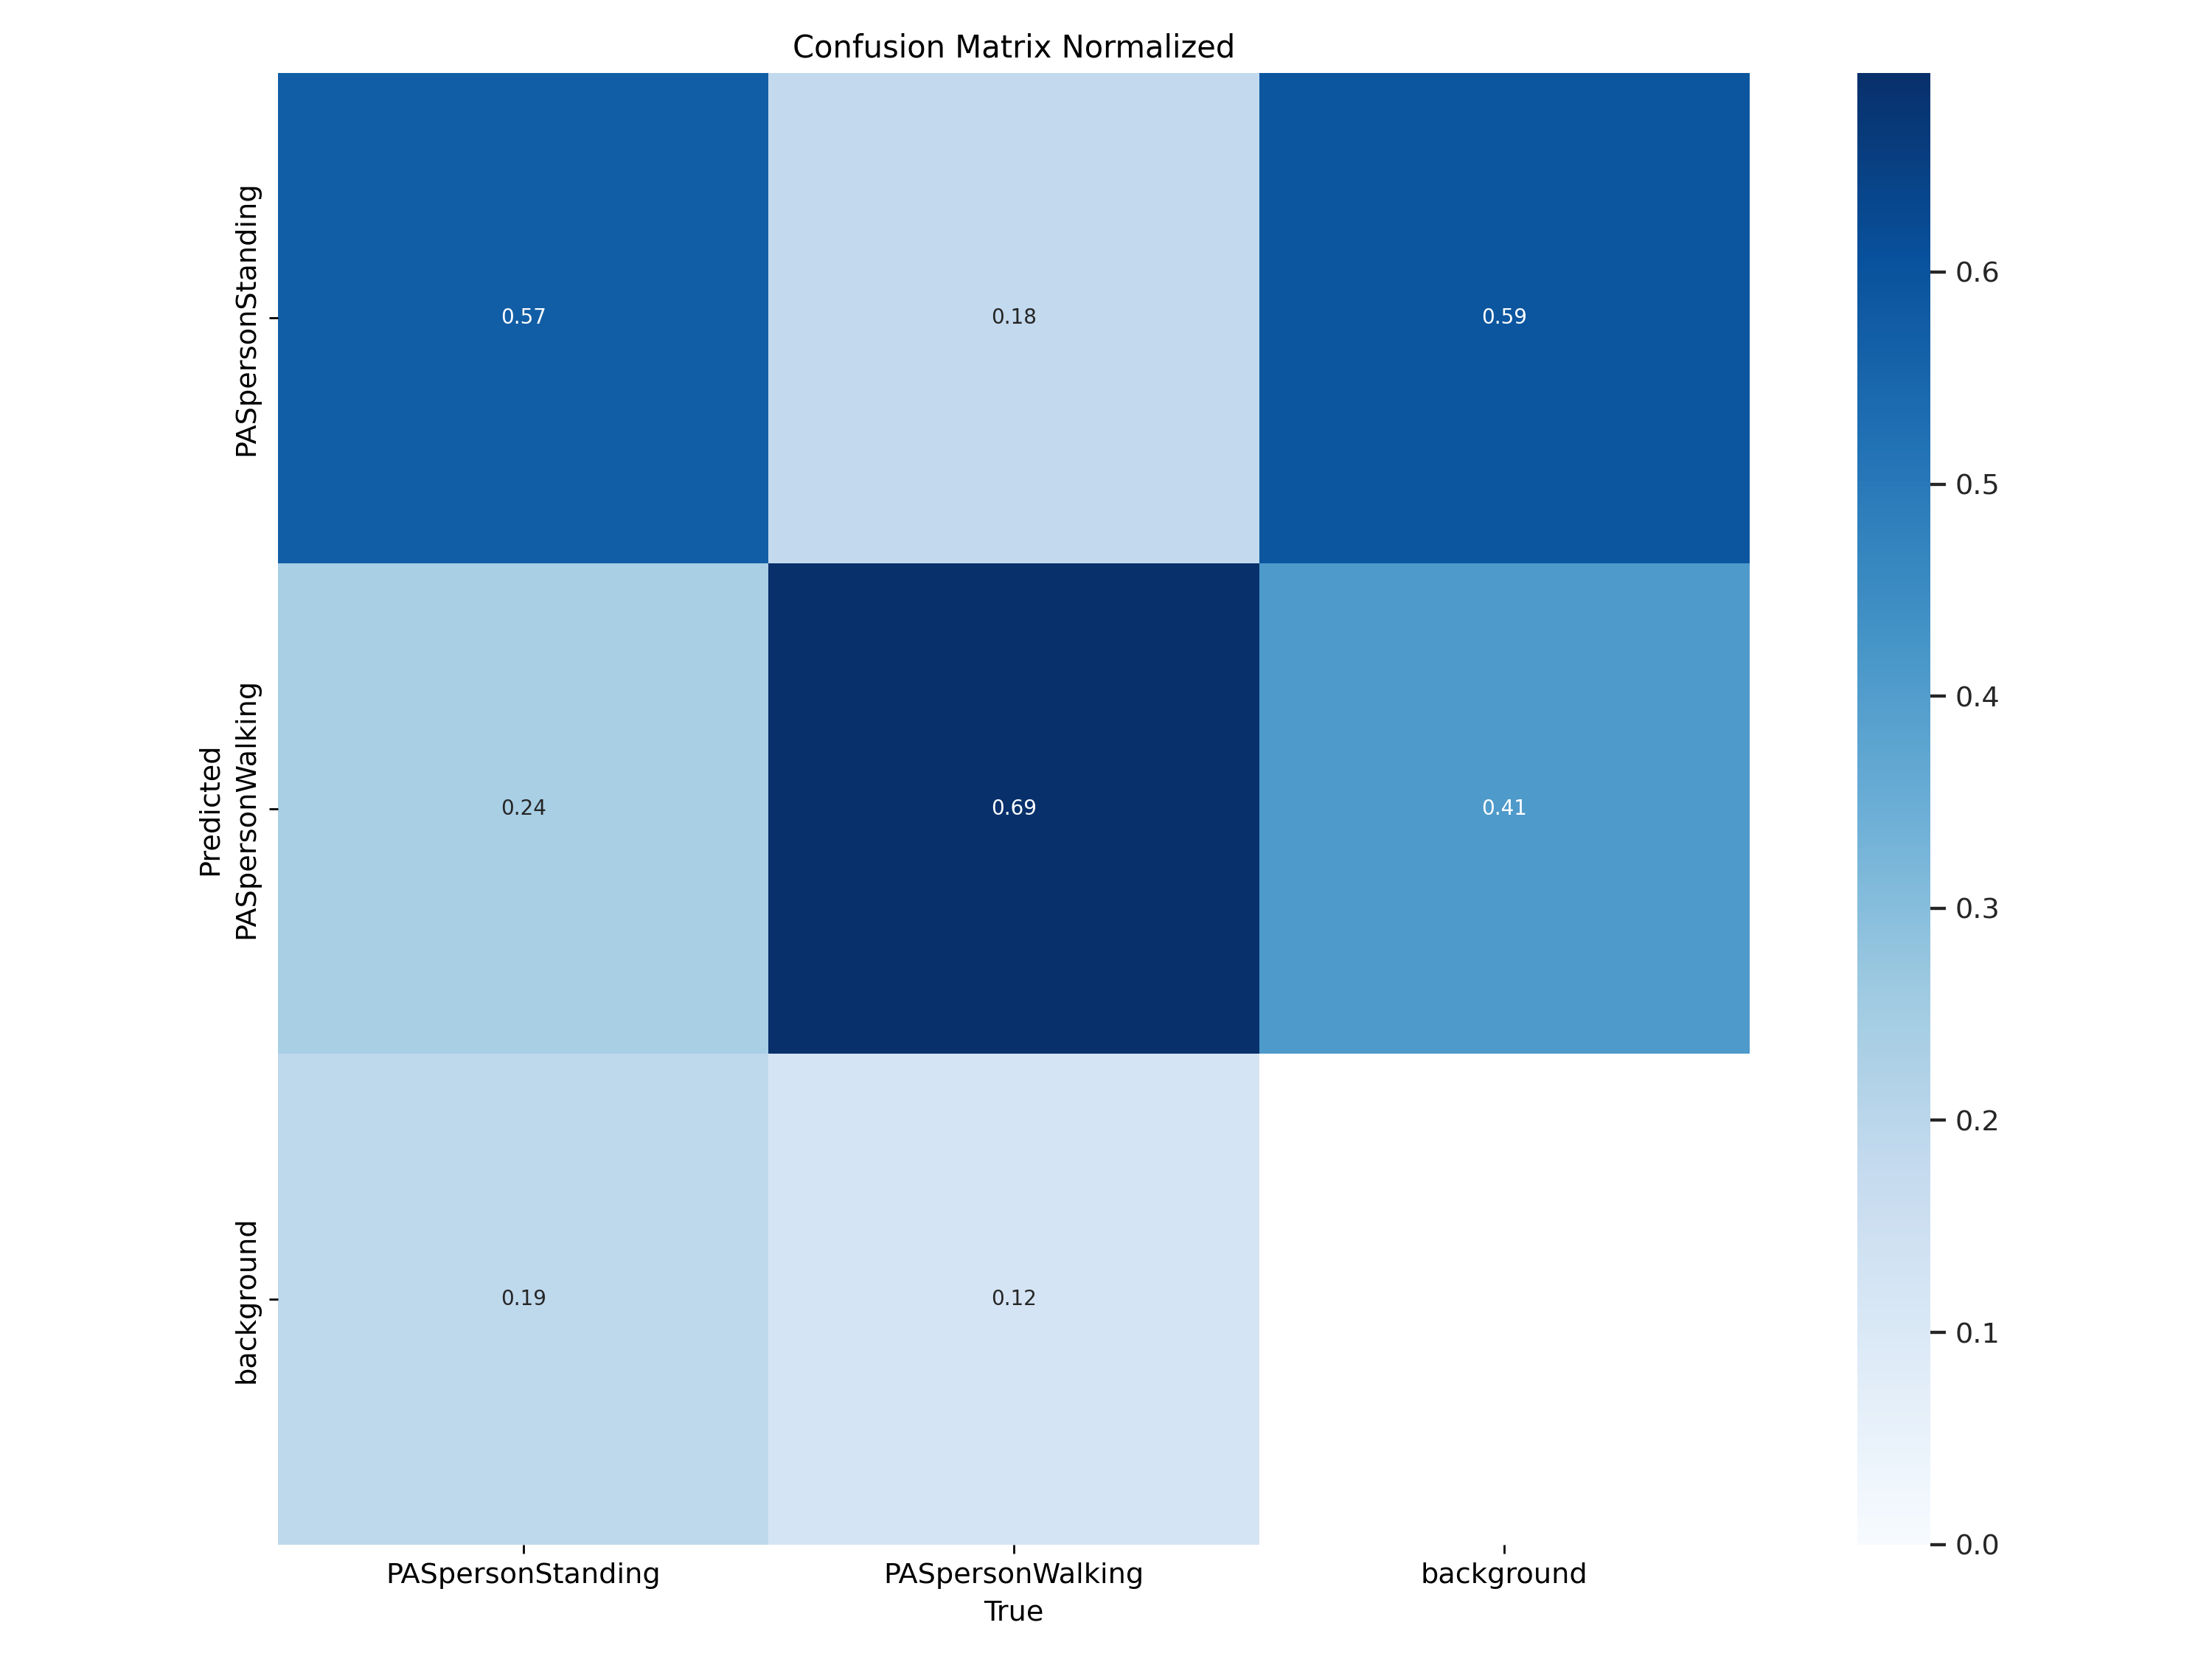 Confusion Matrix Normalized
PASpersonStanding
0.57
0.18
0.59
PASpersonWalking
0.24
0.69
0.41
background
0.19
0.12
Predicted
PASpersonStanding
PASpersonWalking
background
True
0.6
0.5
0.4
0.3
0.2
0.1
0.0